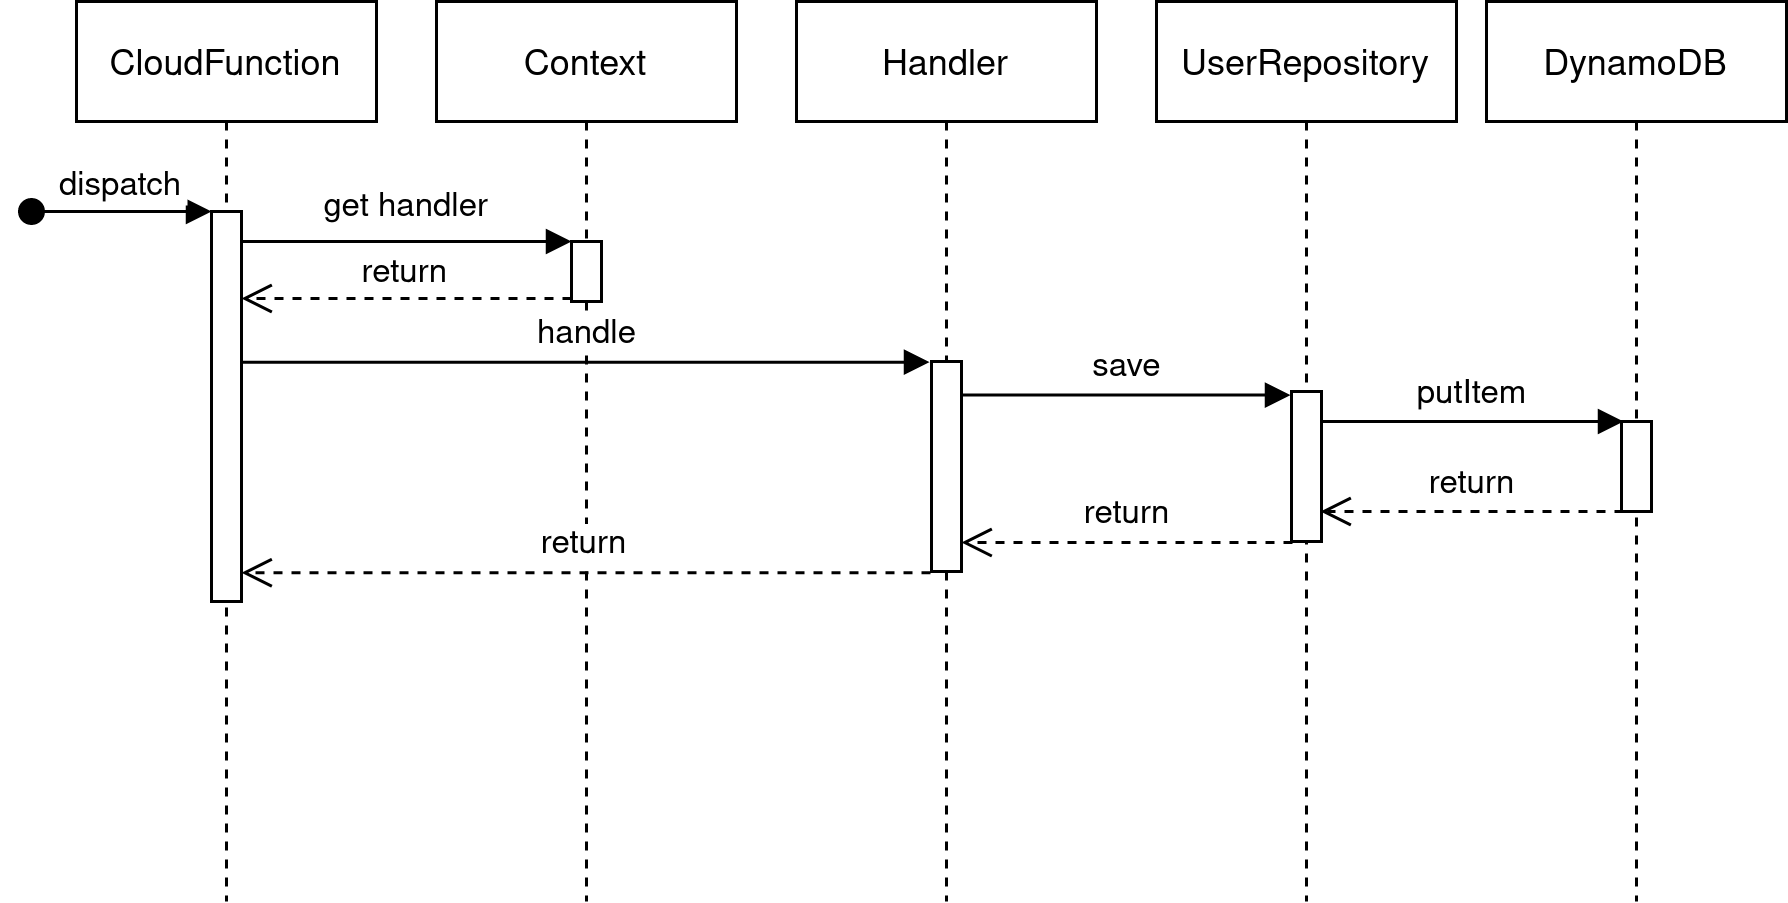 CloudFunction
Context
Handler
UserRepository
DynamoDB
dispatch
get handler
return
handle
save
putItem
return
return
return